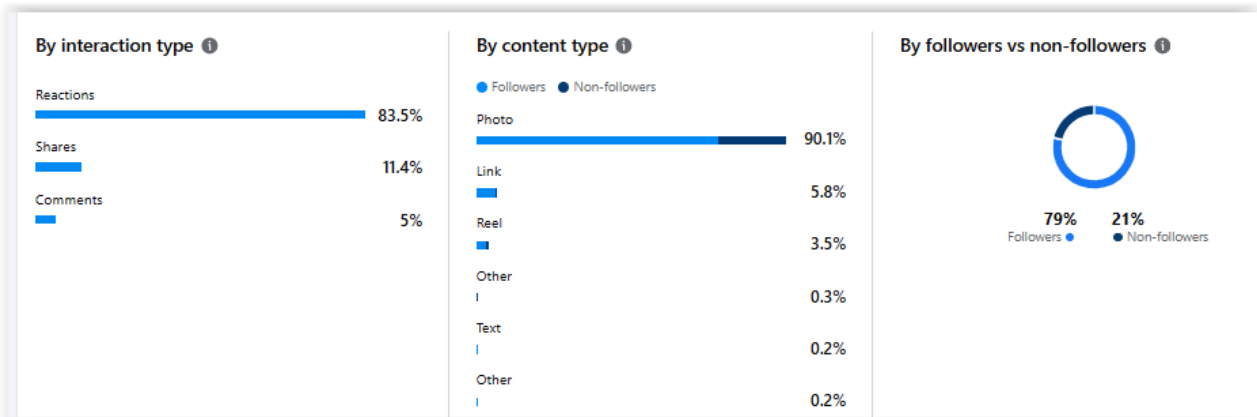 By interaction type
Reactions
83.5%
Shares
11.4%
Comments
5%
By content type
Followers Non-followers
Photo
90.1%
Link
5.8%
Reel
3.5%
Other
0.3%
Text
0.2%
Other
0.2%
By followers vs non-followers
79% 21%
Followers Non-followers